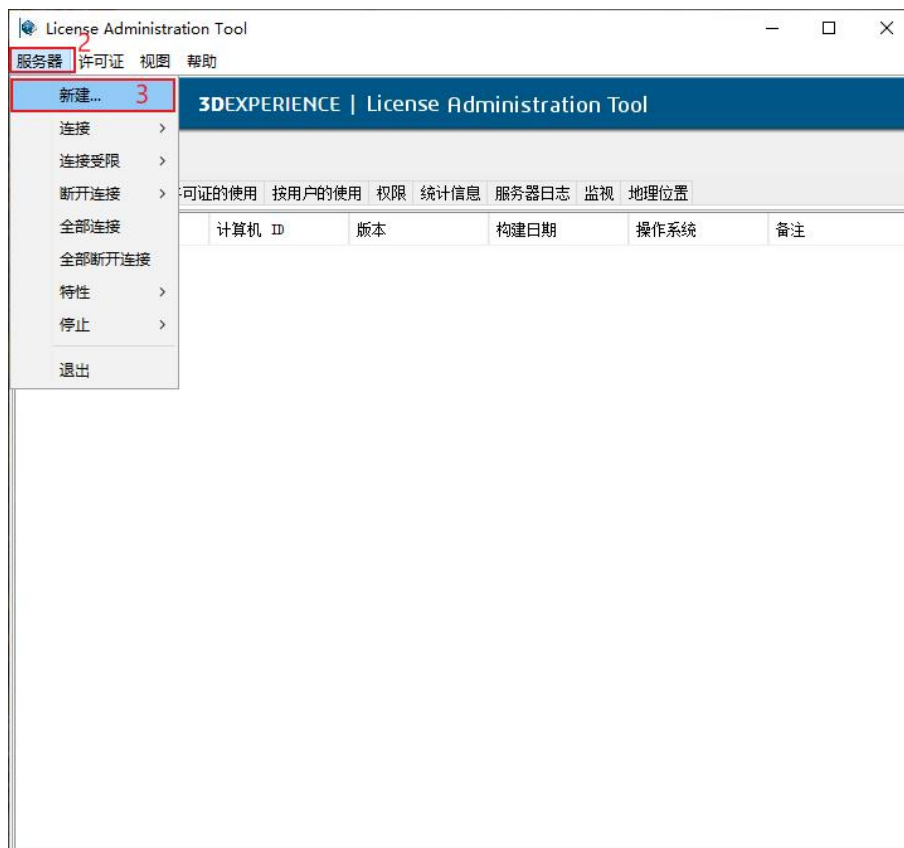 License Administration Tool
2
服务器 许可证 视图 帮助
新建... 3
3DEXPERIENCE | License Administration Tool
连接
连接受限
断开连接
可证的使用 按用户的使用 权限 统计信息 服务器日志 监视 地理位置
全部连接
计算机 ID 版本 构建日期 操作系统 备注
全部断开连接
特性
停止
退出